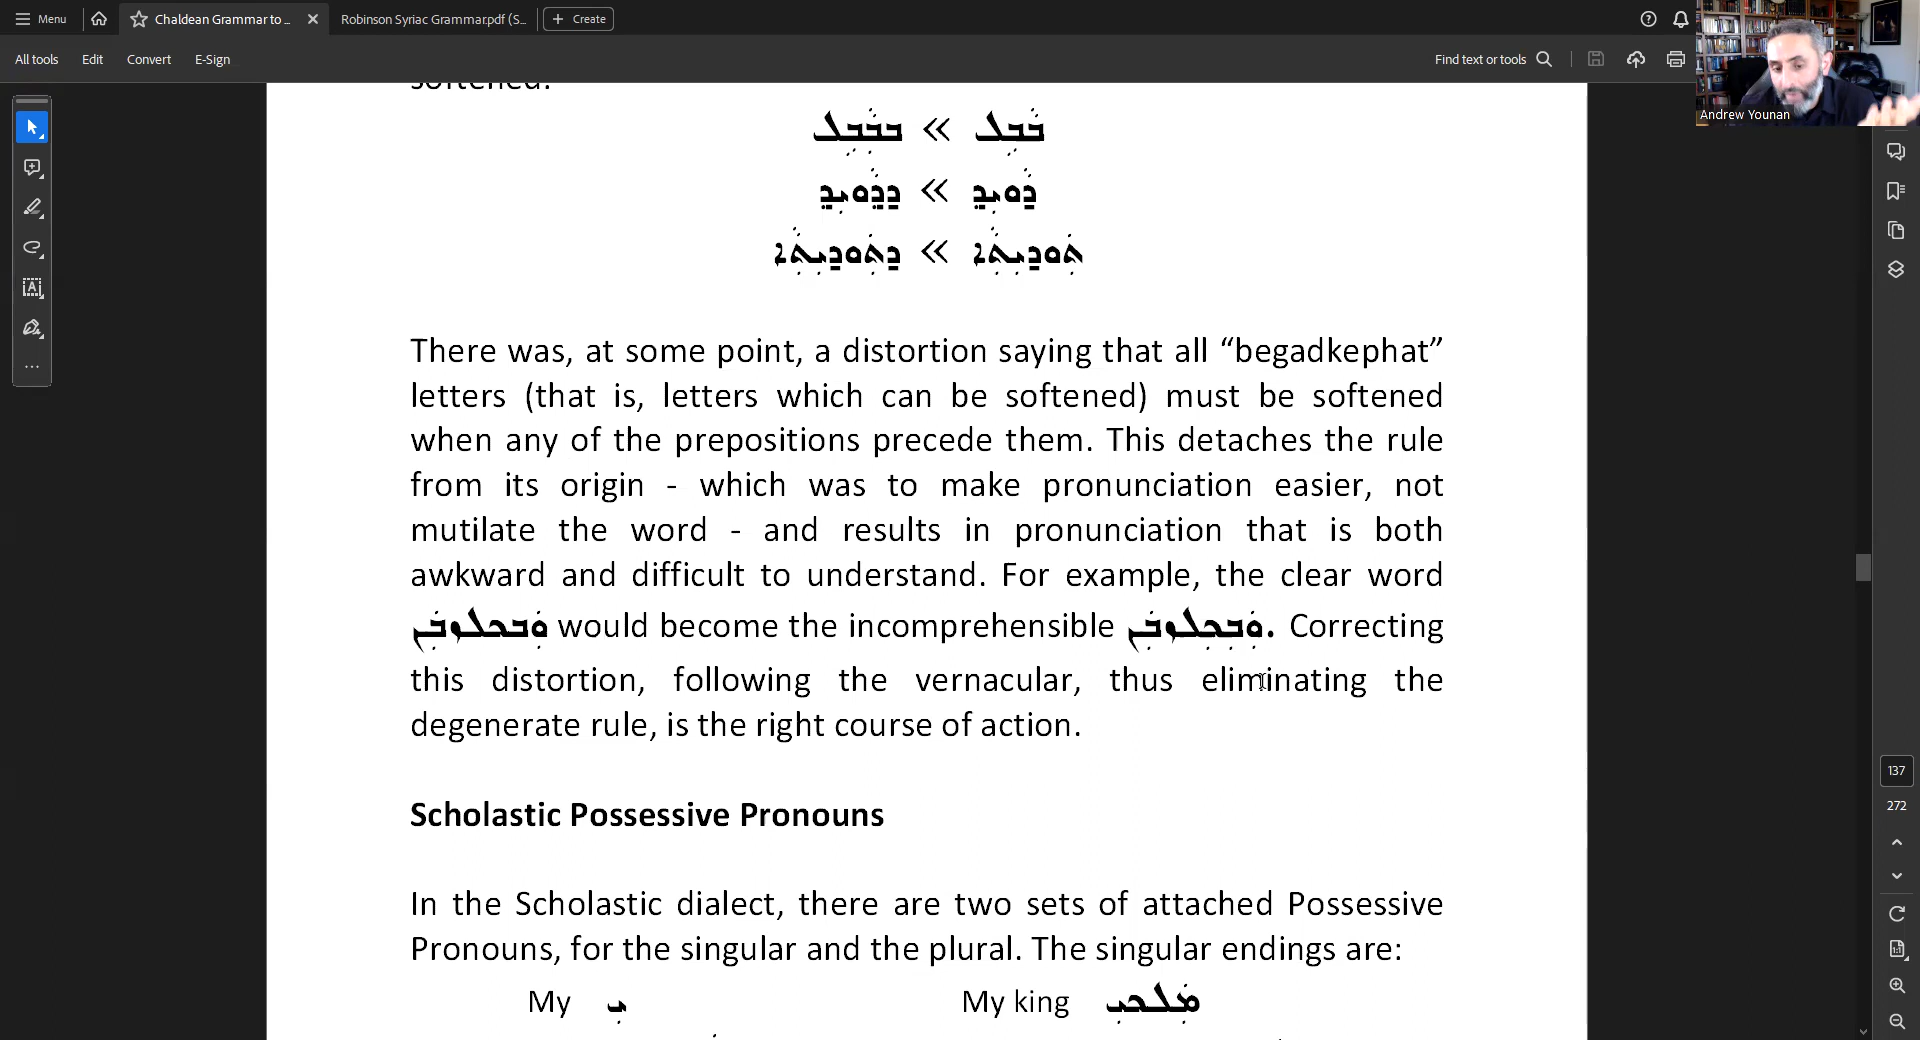 Menu
Chaldean Grammar to ...
Robinson Syriac Grammar.pdf (S...
Create
All tools
Edit
Convert
E-Sign
Find text or tools
Andrew Younan
softened:
ܒܵܒܹܠ >> ܒܒܵܒܹܠ
There was, at some point, a distortion saying that all “begadkephat”
letters (that is, letters which can be softened) must be softened
when any of the prepositions precede them. This detaches the rule
from its origin - which was to make pronunciation easier, not
mutilate the word - and results in pronunciation that is both
awkward and difficult to understand. For example, the clear word
would become the incomprehensible . Correcting
this distortion, following the vernacular, thus eliminating the
degenerate rule, is the right course of action.
Scholastic Possessive Pronouns
In the Scholastic dialect, there are two sets of attached Possessive
Pronouns, for the singular and the plural. The singular endings are:
My ܝܼ My king ܡܲܠܟܝܼ
137
272